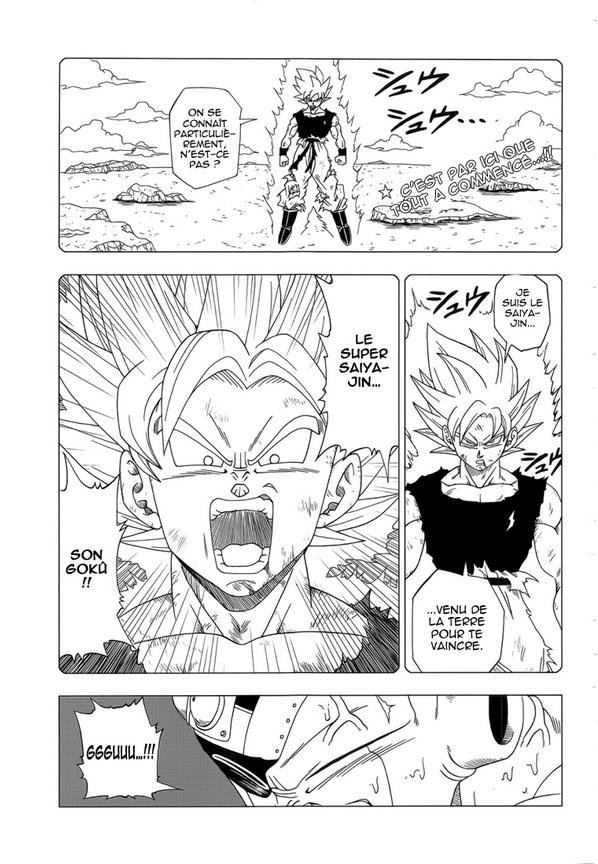 ON SE
CONNAÎT
PARTICULIÈ-
REMENT,
N'EST-CE
PAS ?
シュウ
シュウ...
☆ C'EST PAR ICI QUE
TOUT A COMMENCÉ...!!
JE
SUIS LE
SAIYA-
JIN...
シュウ
シュウ
...VENU DE
LA TERRE
POUR TE
VAINCRE.
LE
SUPER
SAIYA-
JIN...
SON
GOKÛ
!!
GGGUUU...!!!